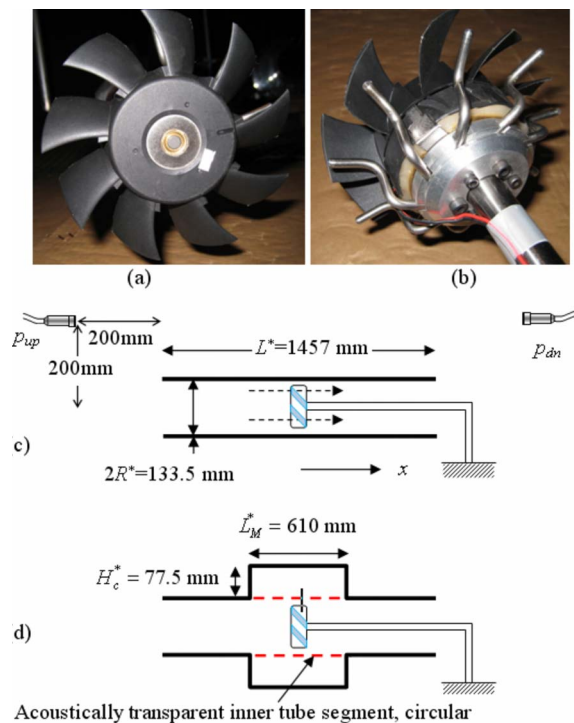 (a)
(b)
p_up
200mm
200mm
L*=1457 mm
p_dn
c)
2R*=133.5 mm
x
L*_M = 610 mm
H*_c = 77.5 mm
d)
Acoustically transparent inner tube segment, circular